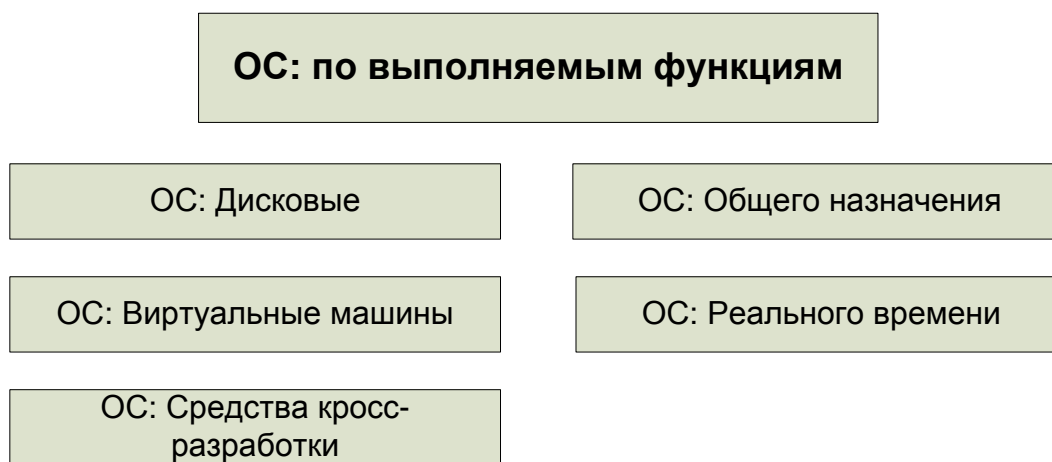 ОС: по выполняемым функциям
ОС: Дисковые
ОС: Общего назначения
ОС: Виртуальные машины
ОС: Реального времени
ОС: Средства кросс-
разработки